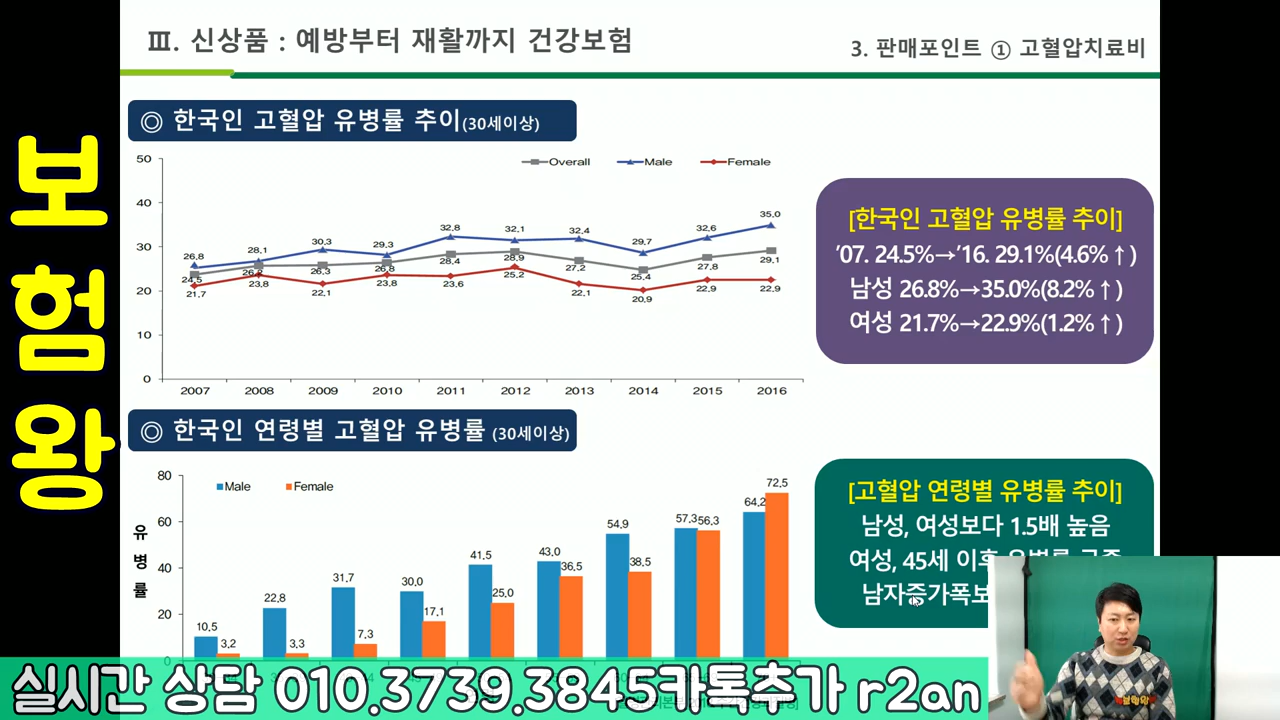 Ⅲ. 신상품 : 예방부터 재활까지 건강보험
3. 판매포인트 ① 고혈압치료비
보험왕
◎ 한국인 고혈압 유병률 추이(30세이상)
Overall Male Female
50
40
30
20
10
0
26,8 28,1 30,3 29,3 32,8 32,1 32,4 29,7 32,6 35,0
24,5 26,3 26,8 28,4 28,9 27,2 25,4 27,8 29,1
21,7 23,8 22,1 23,8 23,6 25,2 22,1 20,9 22,9 22,9
2007 2008 2009 2010 2011 2012 2013 2014 2015 2016
[한국인 고혈압 유병률 추이]
’07. 24.5%→’16. 29.1%(4.6%↑)
남성 26.8%→35.0%(8.2%↑)
여성 21.7%→22.9%(1.2%↑)
◎ 한국인 연령별 고혈압 유병률 (30세이상)
Male Female
유병률
80
60
40
20
10,5 22,8 31,7 30,0 41,5 43,0 54,9 57,3 64,2
3,2 3,3 7,3 17,1 25,0 36,5 38,5 56,3 72,5
[고혈압 연령별 유병률 추이]
남성, 여성보다 1.5배 높음
여성, 45세 이후
남자증가폭보
실시간 상담 010.3739.3845카톡추가 r2an